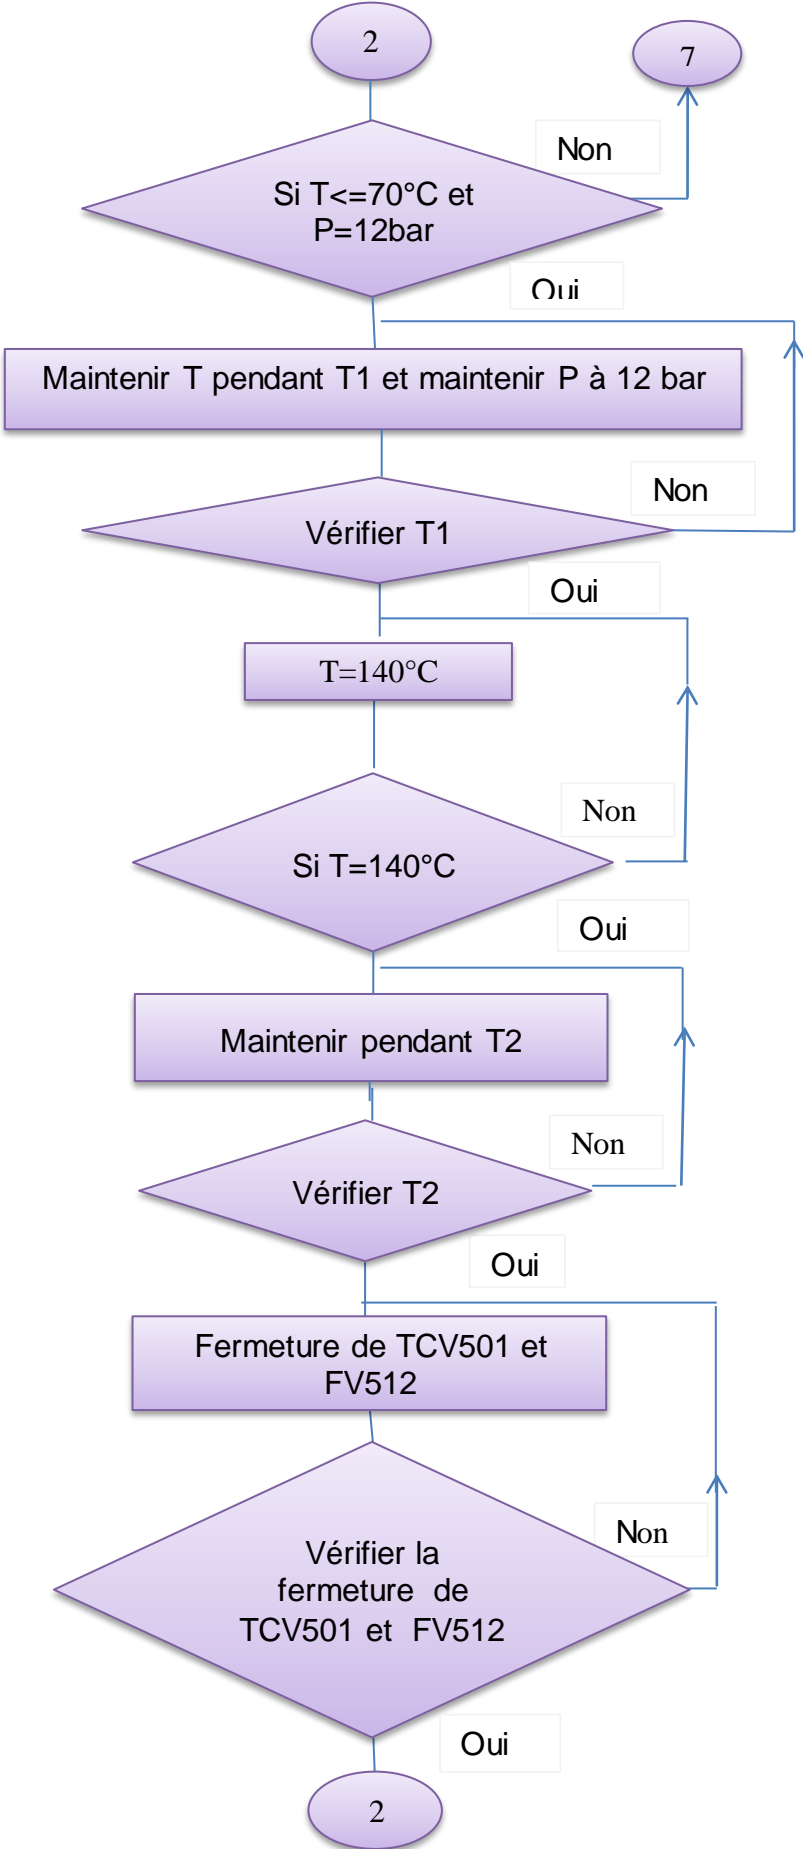 2
7
Non
Si T<=70°C et
P=12bar
Oui
Maintenir T pendant T1 et maintenir P à 12 bar
Non
Vérifier T1
Oui
T=140°C
Non
Si T=140°C
Oui
Maintenir pendant T2
Non
Vérifier T2
Oui
Fermeture de TCV501 et
FV512
Non
Vérifier la
fermeture de
TCV501 et FV512
Oui
2